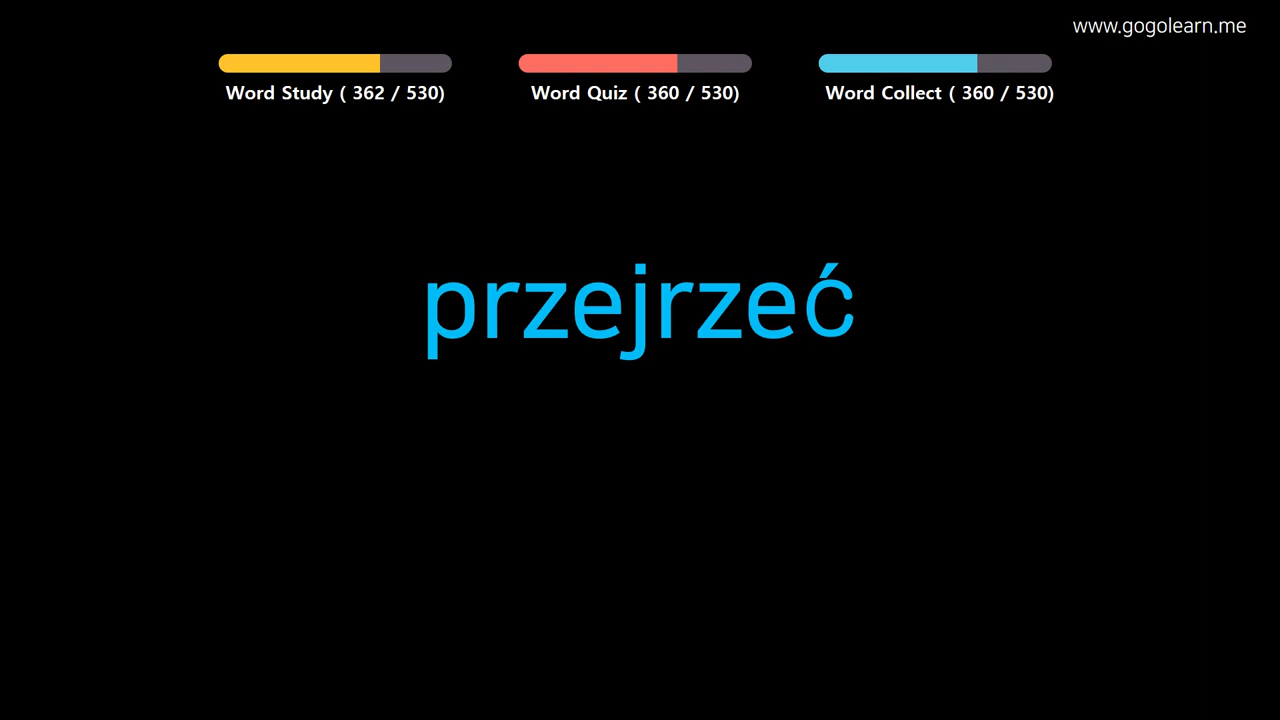 www.gogolearn.me
Word Study ( 362 / 530)
Word Quiz ( 360 / 530)
Word Collect ( 360 / 530)
przejrzeć